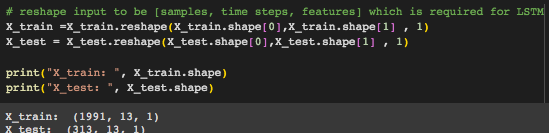 # reshape input to be [samples, time steps, features] which is required for LSTM
X_train =X_train.reshape(X_train.shape[0],X_train.shape[1] , 1)
X_test = X_test.reshape(X_test.shape[0],X_test.shape[1] , 1)
print("X_train: ", X_train.shape)
print("X_test: ", X_test.shape)
X_train:  (1991, 13, 1)
X_test:  (313, 13, 1)